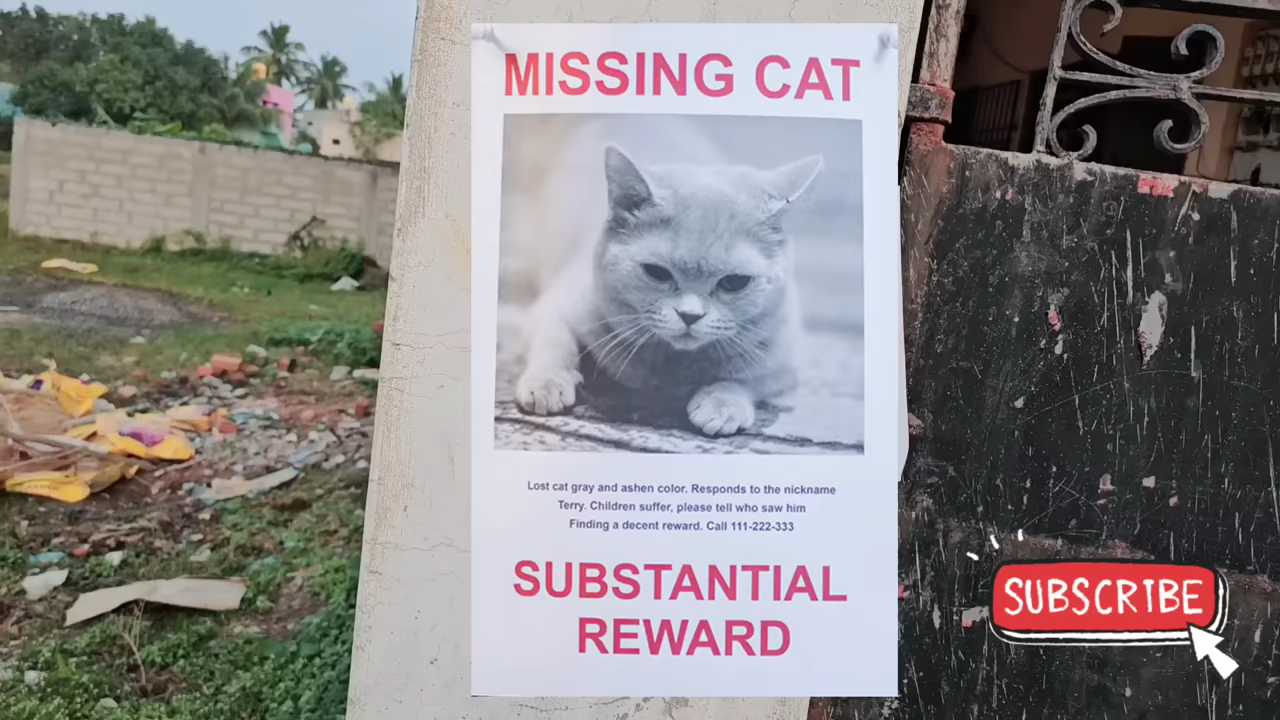 MISSING CAT
Lost cat gray and ashen color. Responds to the nickname
Terry. Children suffer, please tell who saw him
Finding a decent reward. Call 111-222-333
SUBSTANTIAL
REWARD
SUBSCRIBE